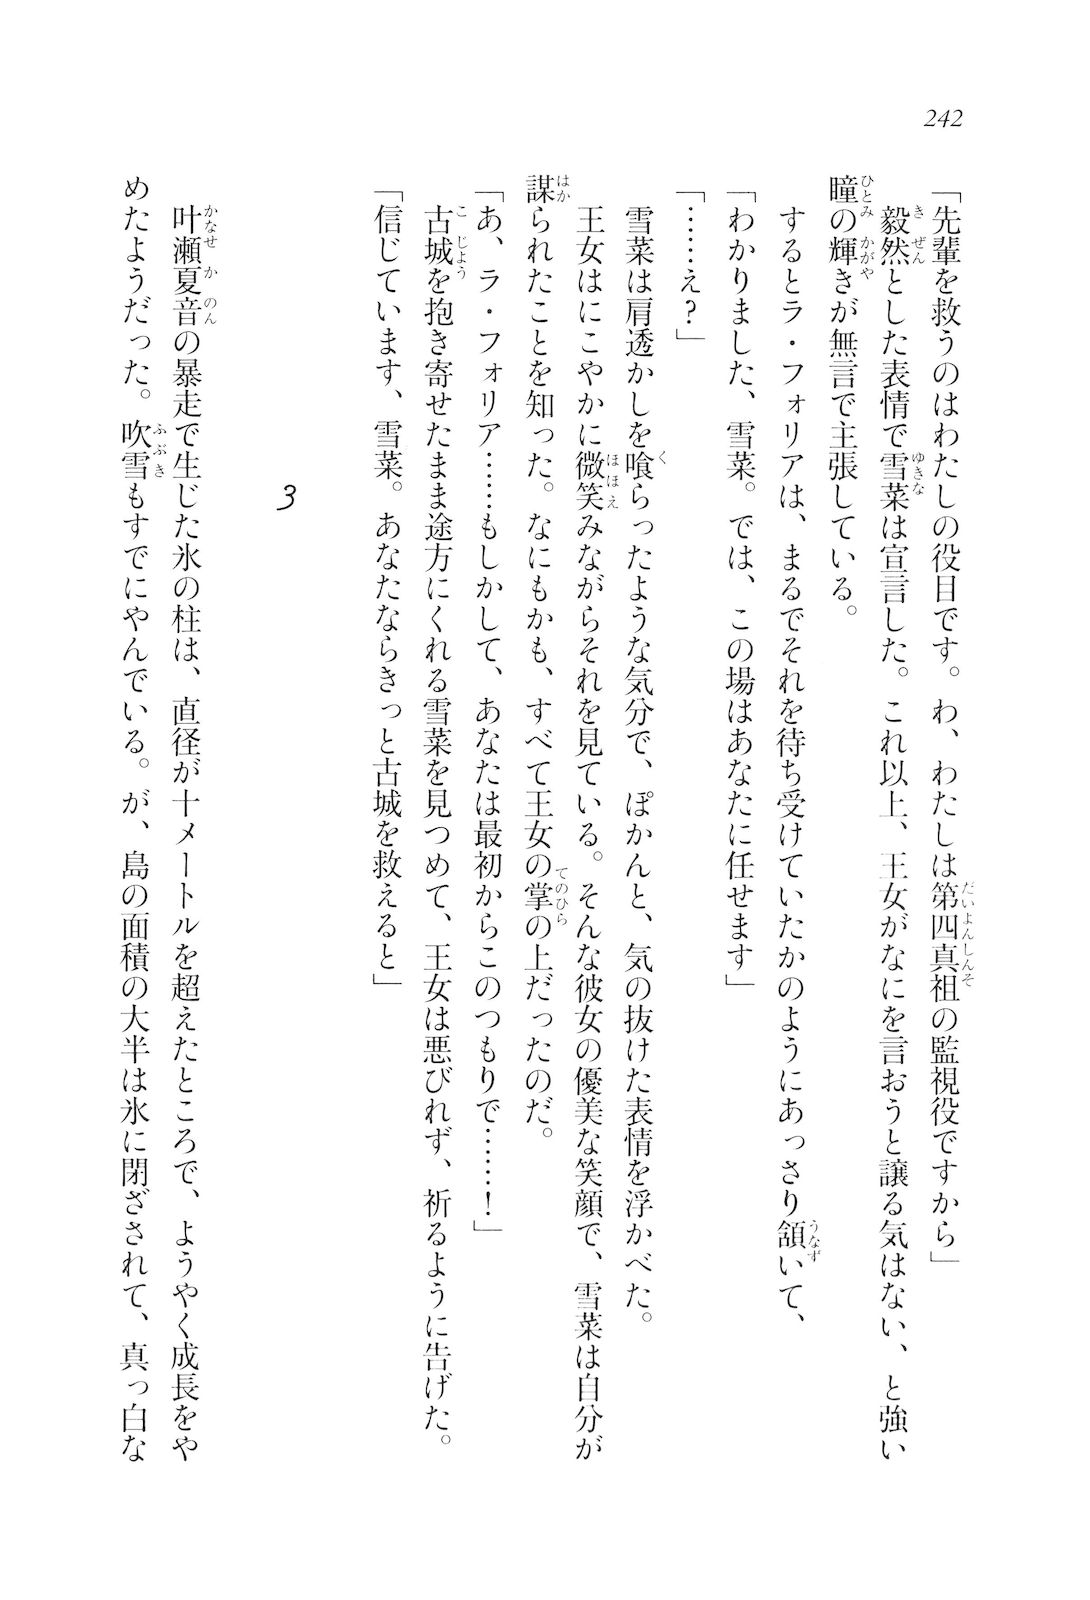 242
「先輩を救うのはわたしの役目です。わ、わたしは第四真祖の監視役ですから」
毅然とした表情で雪菜は宣言した。これ以上、王女がなにを言おうと譲る気はない、と強い
瞳の輝きが無言で主張している。
するとラ・フォリアは、まるでそれを待ち受けていたかのようにあっさり頷いて、
「わかりました、雪菜。では、この場はあなたに任せます」
「……え？」
雪菜は肩透かしを喰らったような気分で、ぽかんと、気の抜けた表情を浮かべた。
王女はにこやかに微笑みながらそれを見ている。そんな彼女の優美な笑顔で、雪菜は自分が
謀られたことを知った。なにもかも、すべて王女の掌の上だったのだ。
「あ、ラ・フォリア……もしかして、あなたは最初からこのつもりで……！」
古城を抱き寄せたまま途方にくれる雪菜を見つめて、王女は悪びれず、祈るように告げた。
「信じています、雪菜。あなたならきっと古城を救えると」
3
叶瀬夏音の暴走で生じた氷の柱は、直径が十メートルを超えたところで、ようやく成長をや
めたようだった。吹雪もすでにやんでいる。が、島の面積の大半は氷に閉ざされて、真っ白な